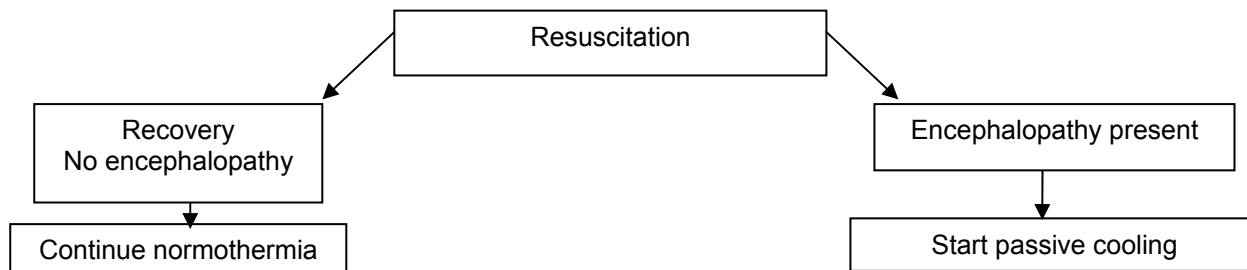 Resuscitation
Recovery
No encephalopathy
Encephalopathy present
Continue normothermia
Start passive cooling